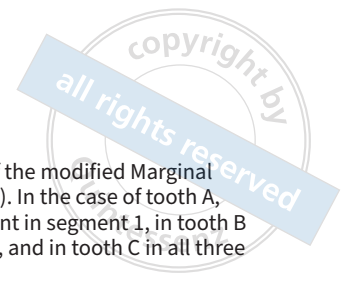 copyright by
all rights reserved
Quintessenz
f the modified Marginal
). In the case of tooth A,
nt in segment 1, in tooth B
, and in tooth C in all three